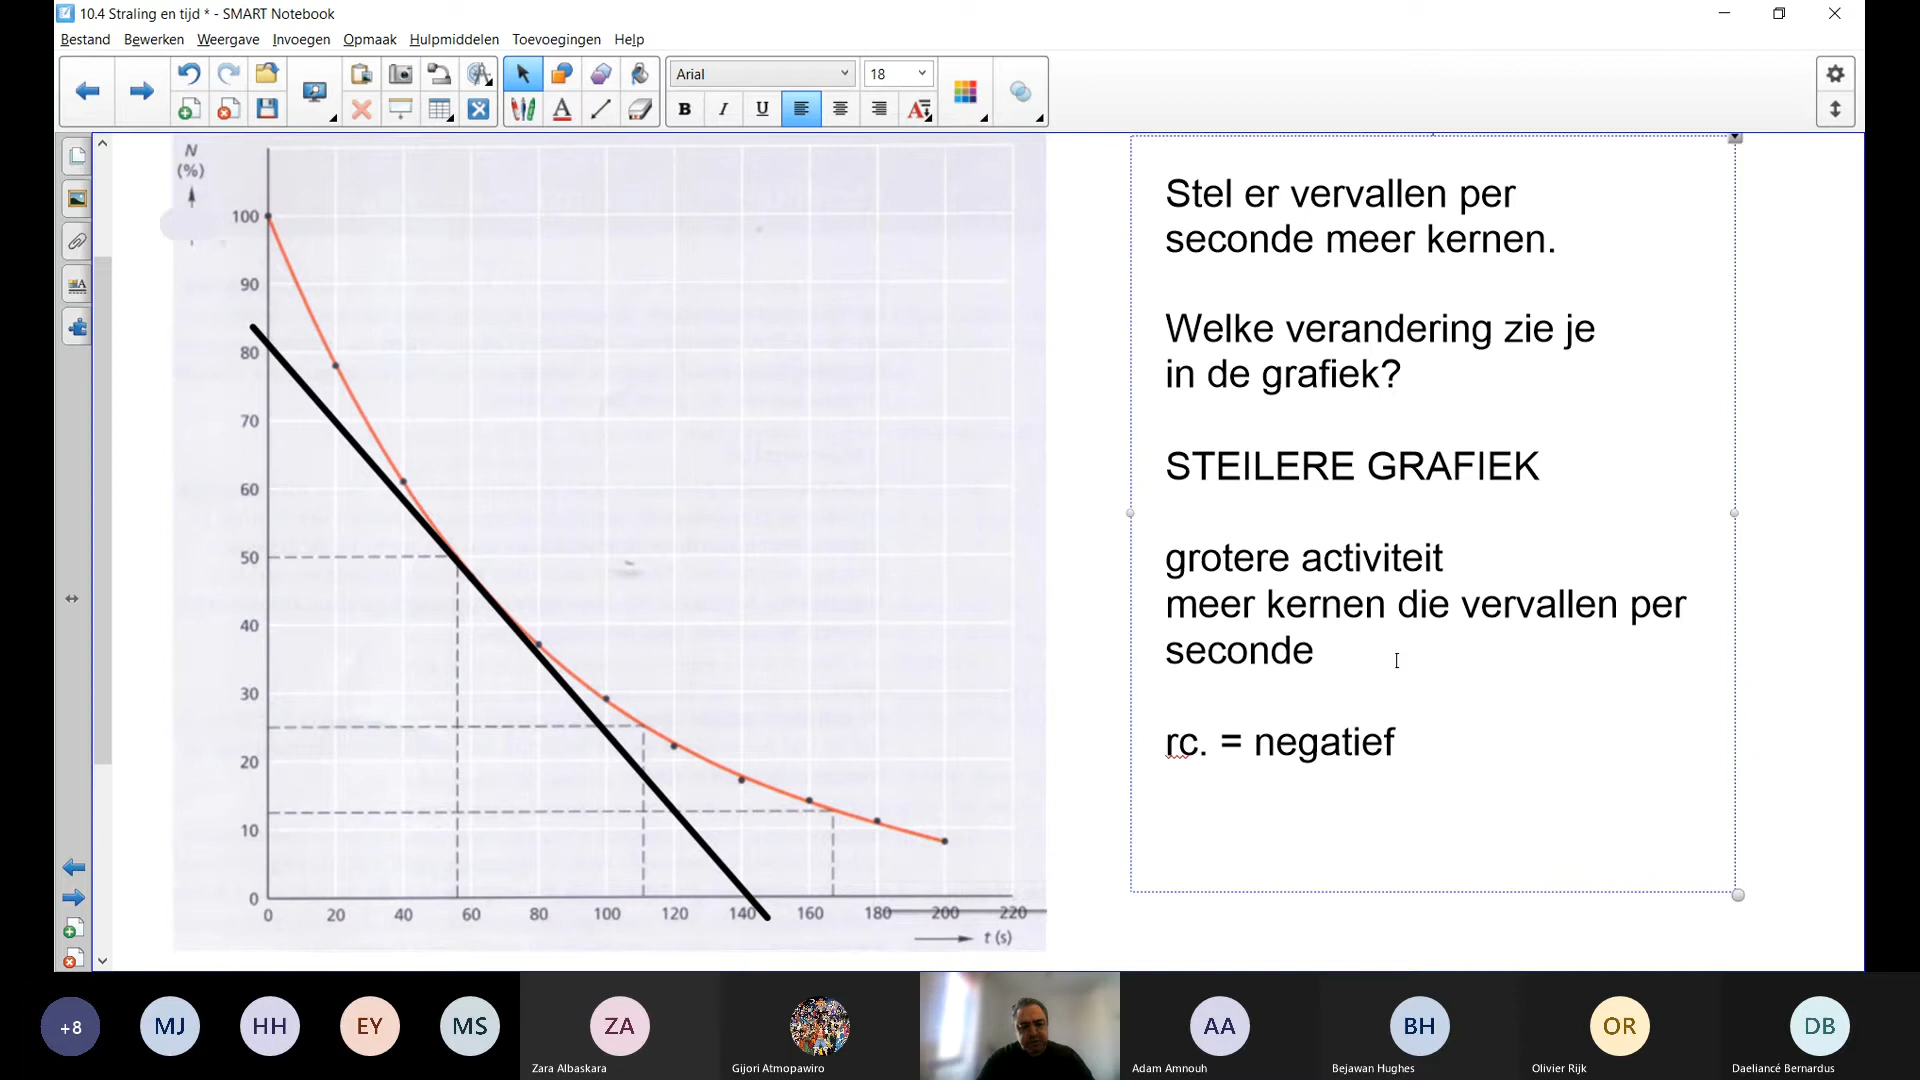 10.4 Straling en tijd * - SMART Notebook
Bestand Bewerken Weergave Invoegen Opmaak Hulpmiddelen Toevoegingen Help
Arial 18
B I U
N
(%)
100
90
80
70
60
50
40
30
20
10
0
0 20 40 60 80 100 120 140 160 180 200 220
t (s)
Stel er vervallen per
seconde meer kernen.
Welke verandering zie je
in de grafiek?
STEILERE GRAFIEK
grotere activiteit
meer kernen die vervallen per
seconde
rc. = negatief
+8 MJ HH EY MS ZA AA BH OR DB
Zara Albaskara Gijori Atmopawiro Adam Amnouh Bejawan Hughes Olivier Rijk Daeliancé Bernardus